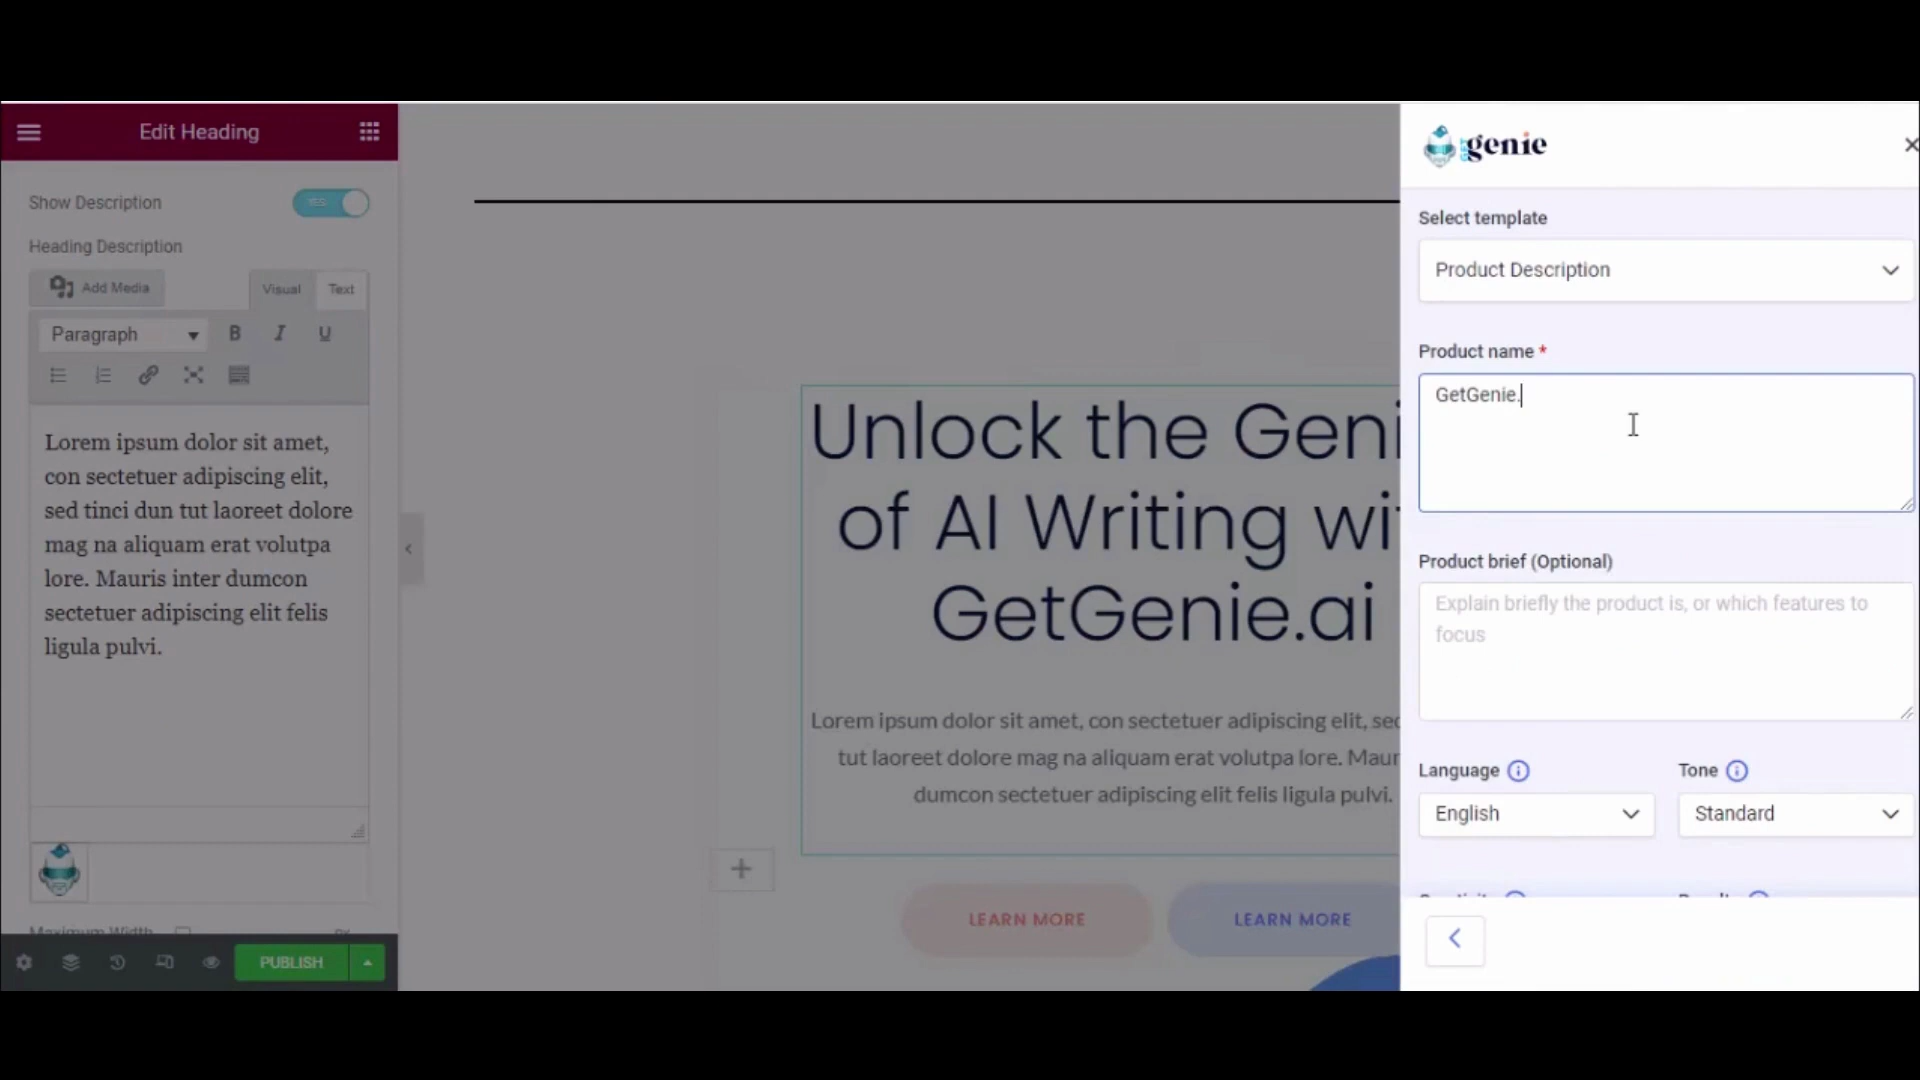 Edit Heading
Show Description
YES
Heading Description
Add Media
Visual
Text
Paragraph
B
I
U
Lorem ipsum dolor sit amet,
con sectetuer adipiscing elit,
sed tinci dun tut laoreet dolore
mag na aliquam erat volutpa
lore. Mauris inter dumcon
sectetuer adipiscing elit felis
ligula pulvi.
Maximum Width
PUBLISH
Unlock the Geni
of AI Writing wi
GetGenie.ai
Lorem ipsum dolor sit amet, con sectetuer adipiscing elit, sed
tut laoreet dolore mag na aliquam erat volutpa lore. Maur
dumcon sectetuer adipiscing elit felis ligula pulvi.
LEARN MORE
LEARN MORE
GET genie
Select template
Product Description
Product name *
GetGenie.
Product brief (Optional)
Explain briefly the product is, or which features to
focus
Language
Tone
English
Standard